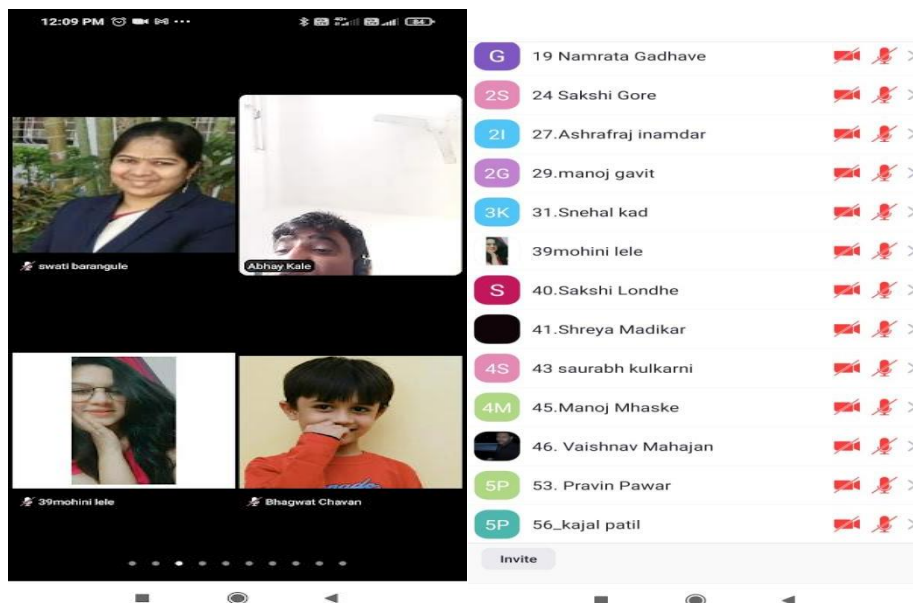 12:09 PM
84
swati barangule
Abhay Kale
39mohini lele
Bhagwat Chavan
G 19 Namrata Gadhave
2S 24 Sakshi Gore
2I 27.Ashrafraj inamdar
2G 29.manoj gavit
3K 31.Snehal kad
39mohini lele
S 40.Sakshi Londhe
41.Shreya Madikar
4S 43 saurabh kulkarni
4M 45.Manoj Mhaske
46. Vaishnav Mahajan
5P 53. Pravin Pawar
5P 56_kajal patil
Invite